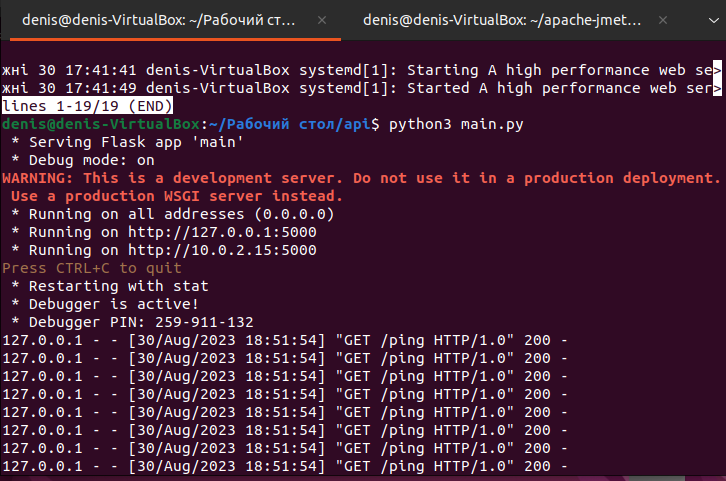 denis@denis-VirtualBox: ~/Рабочий ст…
denis@denis-VirtualBox: ~/apache-jmet…
жні 30 17:41:41 denis-VirtualBox systemd[1]: Starting A high performance web se>
жні 30 17:41:49 denis-VirtualBox systemd[1]: Started A high performance web ser>
lines 1-19/19 (END)
denis@denis-VirtualBox:~/Рабочий стол/api$ python3 main.py
 * Serving Flask app 'main'
 * Debug mode: on
WARNING: This is a development server. Do not use it in a production deployment.
 Use a production WSGI server instead.
 * Running on all addresses (0.0.0.0)
 * Running on http://127.0.0.1:5000
 * Running on http://10.0.2.15:5000
Press CTRL+C to quit
 * Restarting with stat
 * Debugger is active!
 * Debugger PIN: 259-911-132
127.0.0.1 - - [30/Aug/2023 18:51:54] "GET /ping HTTP/1.0" 200 -
127.0.0.1 - - [30/Aug/2023 18:51:54] "GET /ping HTTP/1.0" 200 -
127.0.0.1 - - [30/Aug/2023 18:51:54] "GET /ping HTTP/1.0" 200 -
127.0.0.1 - - [30/Aug/2023 18:51:54] "GET /ping HTTP/1.0" 200 -
127.0.0.1 - - [30/Aug/2023 18:51:54] "GET /ping HTTP/1.0" 200 -
127.0.0.1 - - [30/Aug/2023 18:51:54] "GET /ping HTTP/1.0" 200 -
127.0.0.1 - - [30/Aug/2023 18:51:54] "GET /ping HTTP/1.0" 200 -
127.0.0.1 - - [30/Aug/2023 18:51:54] "GET /ping HTTP/1.0" 200 -